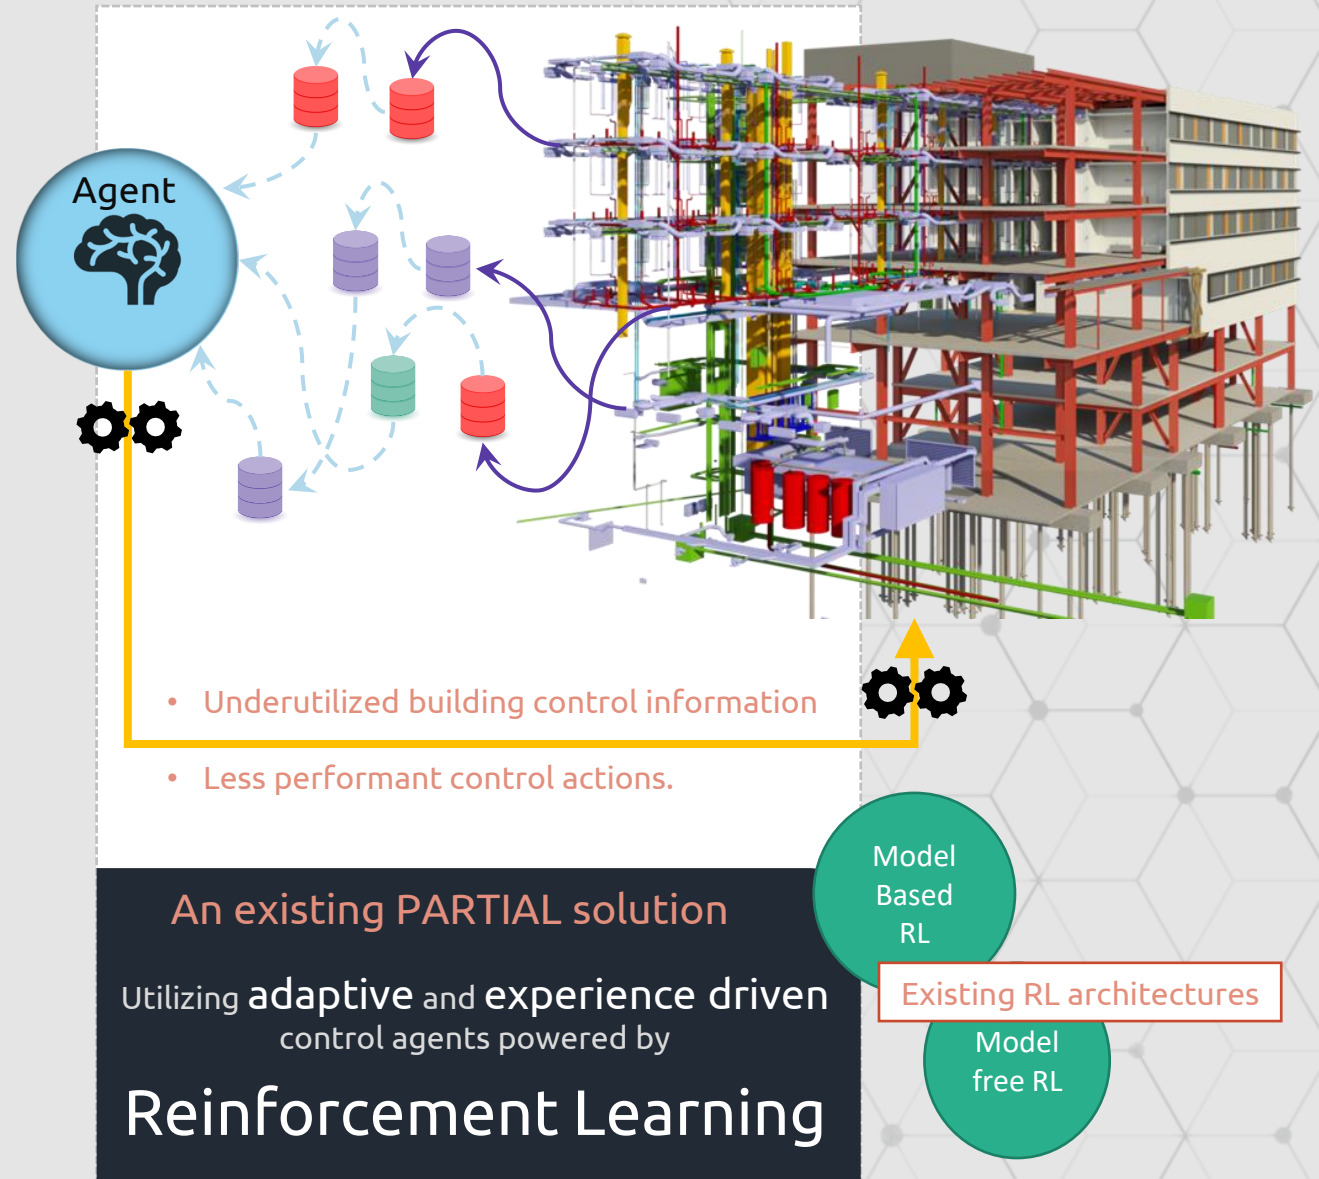 Agent
• Underutilized building control information
• Less performant control actions.
An existing PARTIAL solution
Utilizing adaptive and experience driven
control agents powered by
Reinforcement Learning
Model
Based
RL
Existing RL architectures
Model
free RL